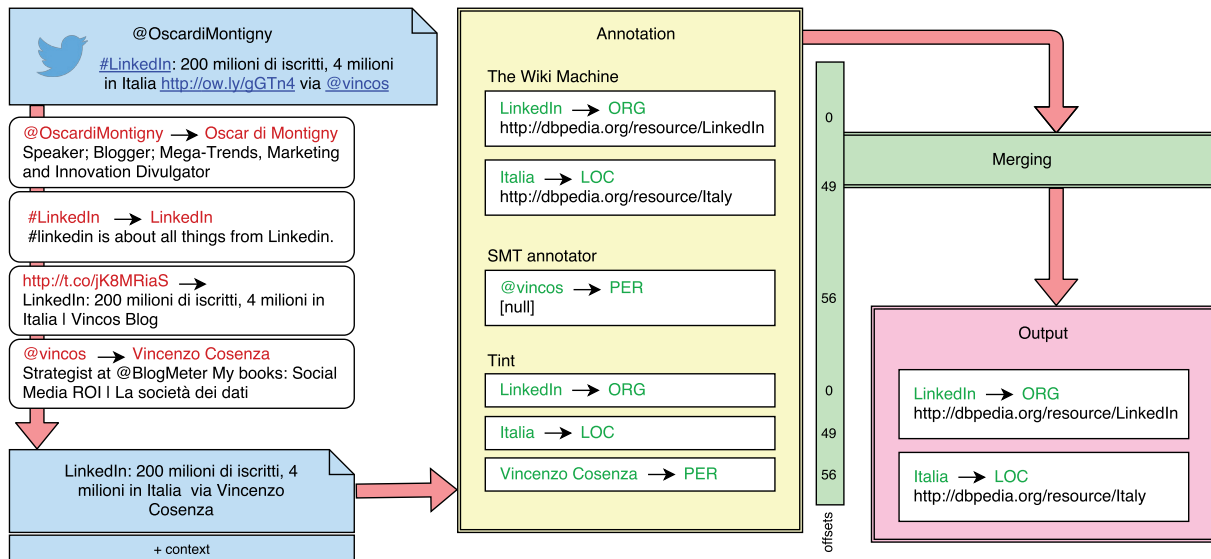 @OscardiMontigny
#LinkedIn: 200 milioni di iscritti, 4 milioni
in Italia http://ow.ly/gGTn4 via @vincos
@OscardiMontigny → Oscar di Montigny
Speaker; Blogger; Mega-Trends, Marketing
and Innovation Divulgator
#LinkedIn → LinkedIn
#linkedin is about all things from Linkedin.
http://t.co/jK8MRiaS →
LinkedIn: 200 milioni di iscritti, 4 milioni in
Italia | Vincos Blog
@vincos → Vincenzo Cosenza
Strategist at @BlogMeter My books: Social
Media ROI | La società dei dati
LinkedIn: 200 milioni di iscritti, 4
milioni in Italia via Vincenzo
Cosenza
+ context
Annotation
The Wiki Machine
LinkedIn → ORG
http://dbpedia.org/resource/LinkedIn
Italia → LOC
http://dbpedia.org/resource/Italy
SMT annotator
@vincos → PER
[null]
Tint
LinkedIn → ORG
Italia → LOC
Vincenzo Cosenza → PER
0
49
56
0
49
56
offsets
Merging
Output
LinkedIn → ORG
http://dbpedia.org/resource/LinkedIn
Italia → LOC
http://dbpedia.org/resource/Italy